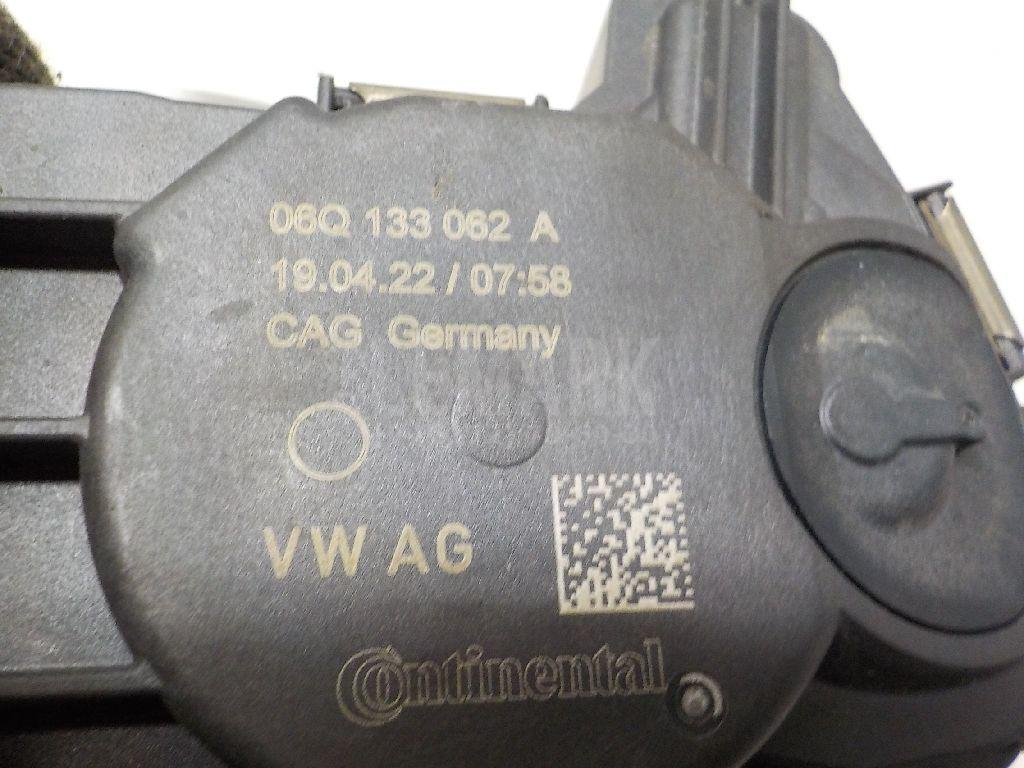 06Q 133 062 A
19.04.22 / 07:58
CAG Germany
VW AG
Continental